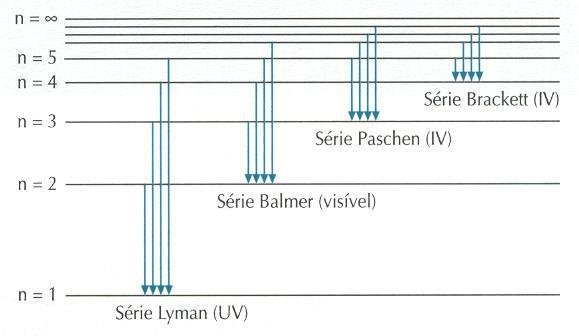 n = ∞
n = 5
n = 4
Série Brackett (IV)
n = 3
Série Paschen (IV)
n = 2
Série Balmer (visível)
n = 1
Série Lyman (UV)